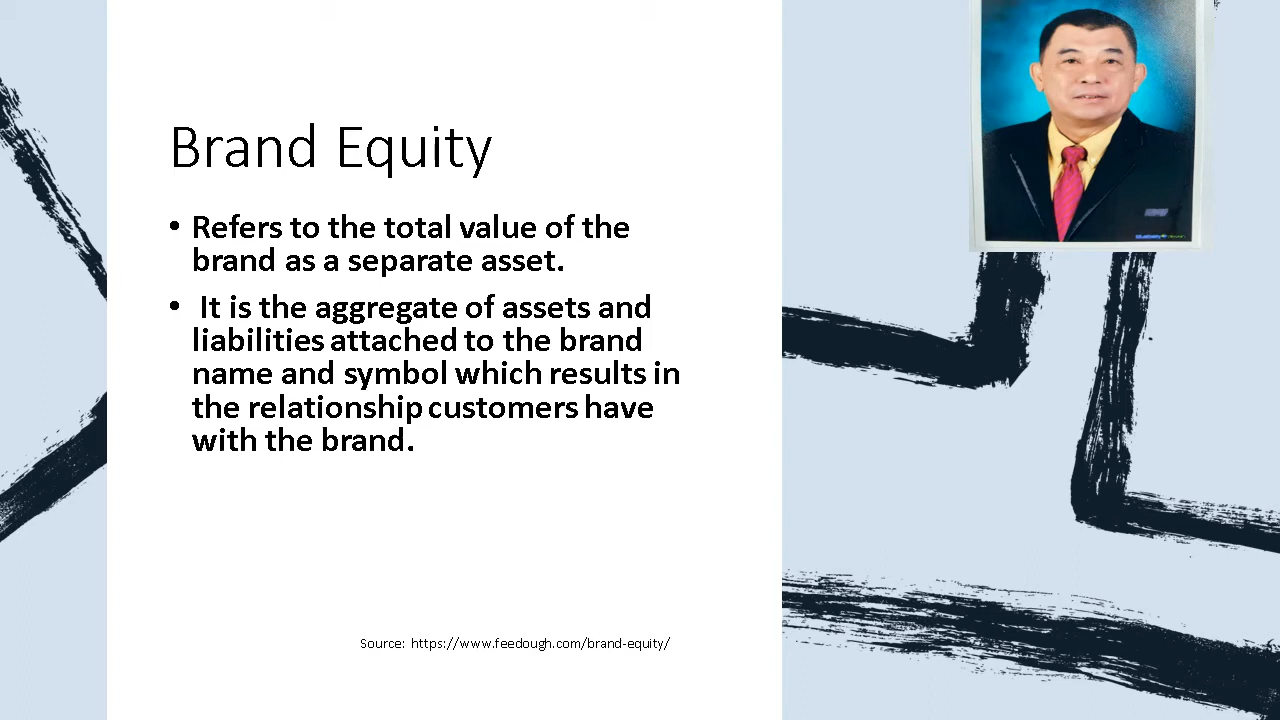 Brand Equity
• Refers to the total value of the
brand as a separate asset.
• It is the aggregate of assets and
liabilities attached to the brand
name and symbol which results in
the relationship customers have
with the brand.
Source: https://www.feedough.com/brand-equity/